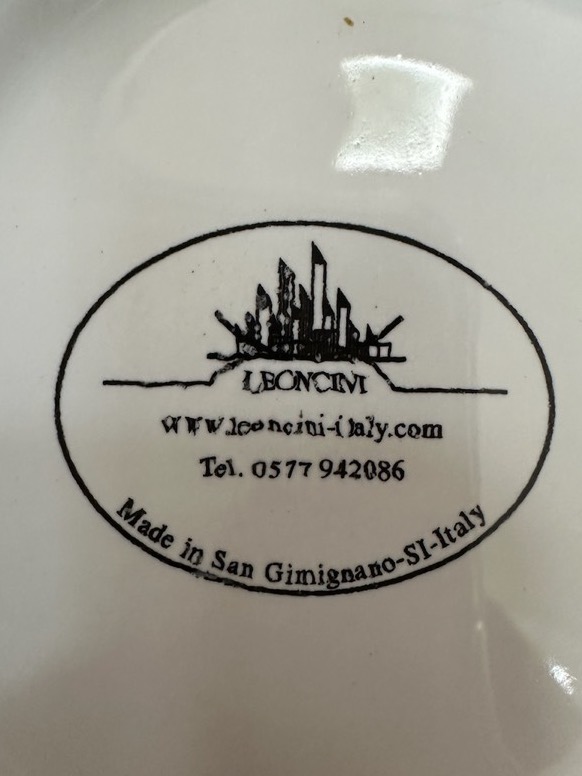 LEONCINI
www.leoncini-italy.com
Tel. 0577 942086
Made in San Gimignano-SI-Italy